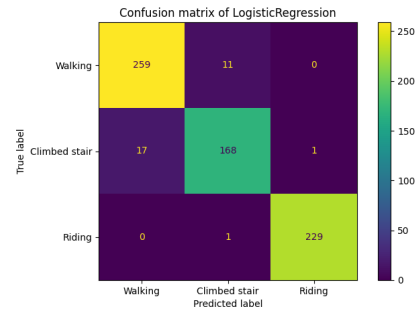 Confusion matrix of LogisticRegression
True label
Walking
259
11
0
Climbed stair
17
168
1
Riding
0
1
229
Walking
Climbed stair
Riding
Predicted label
250
200
150
100
50
0